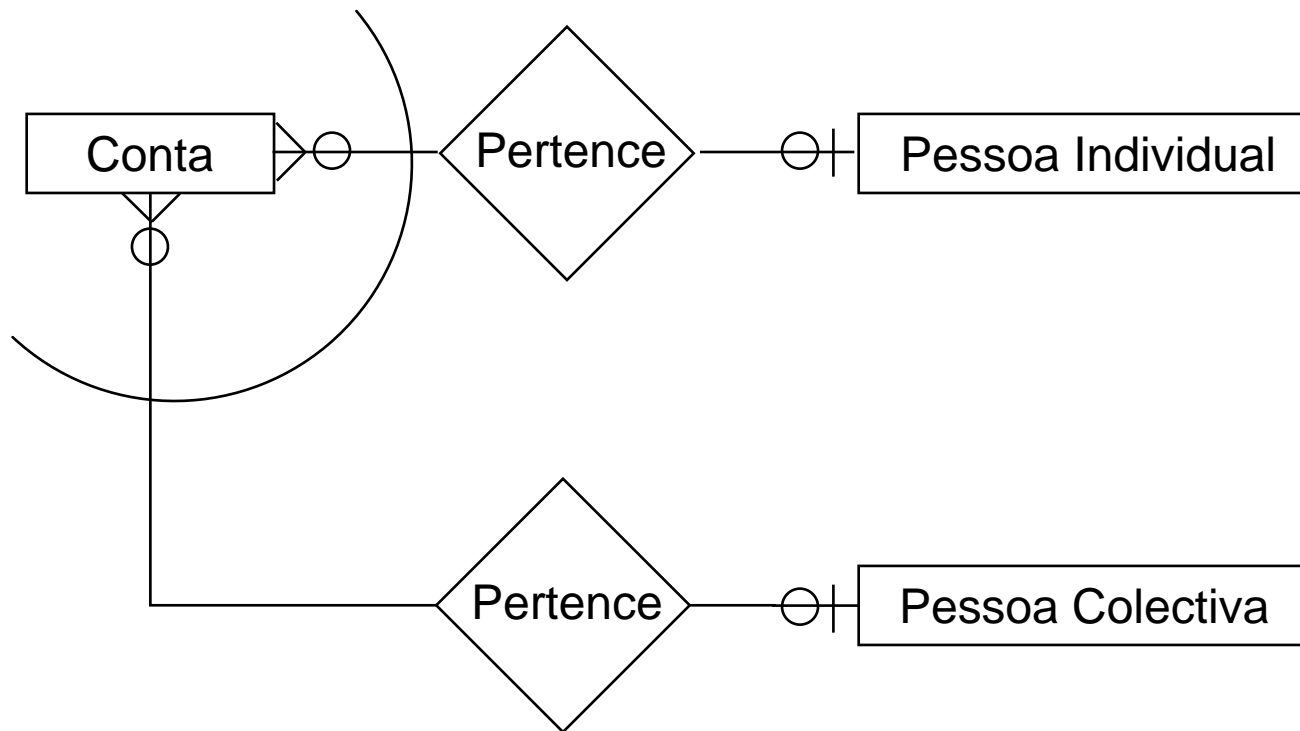 Conta
Pertence
Pessoa Individual
Pertence
Pessoa Colectiva